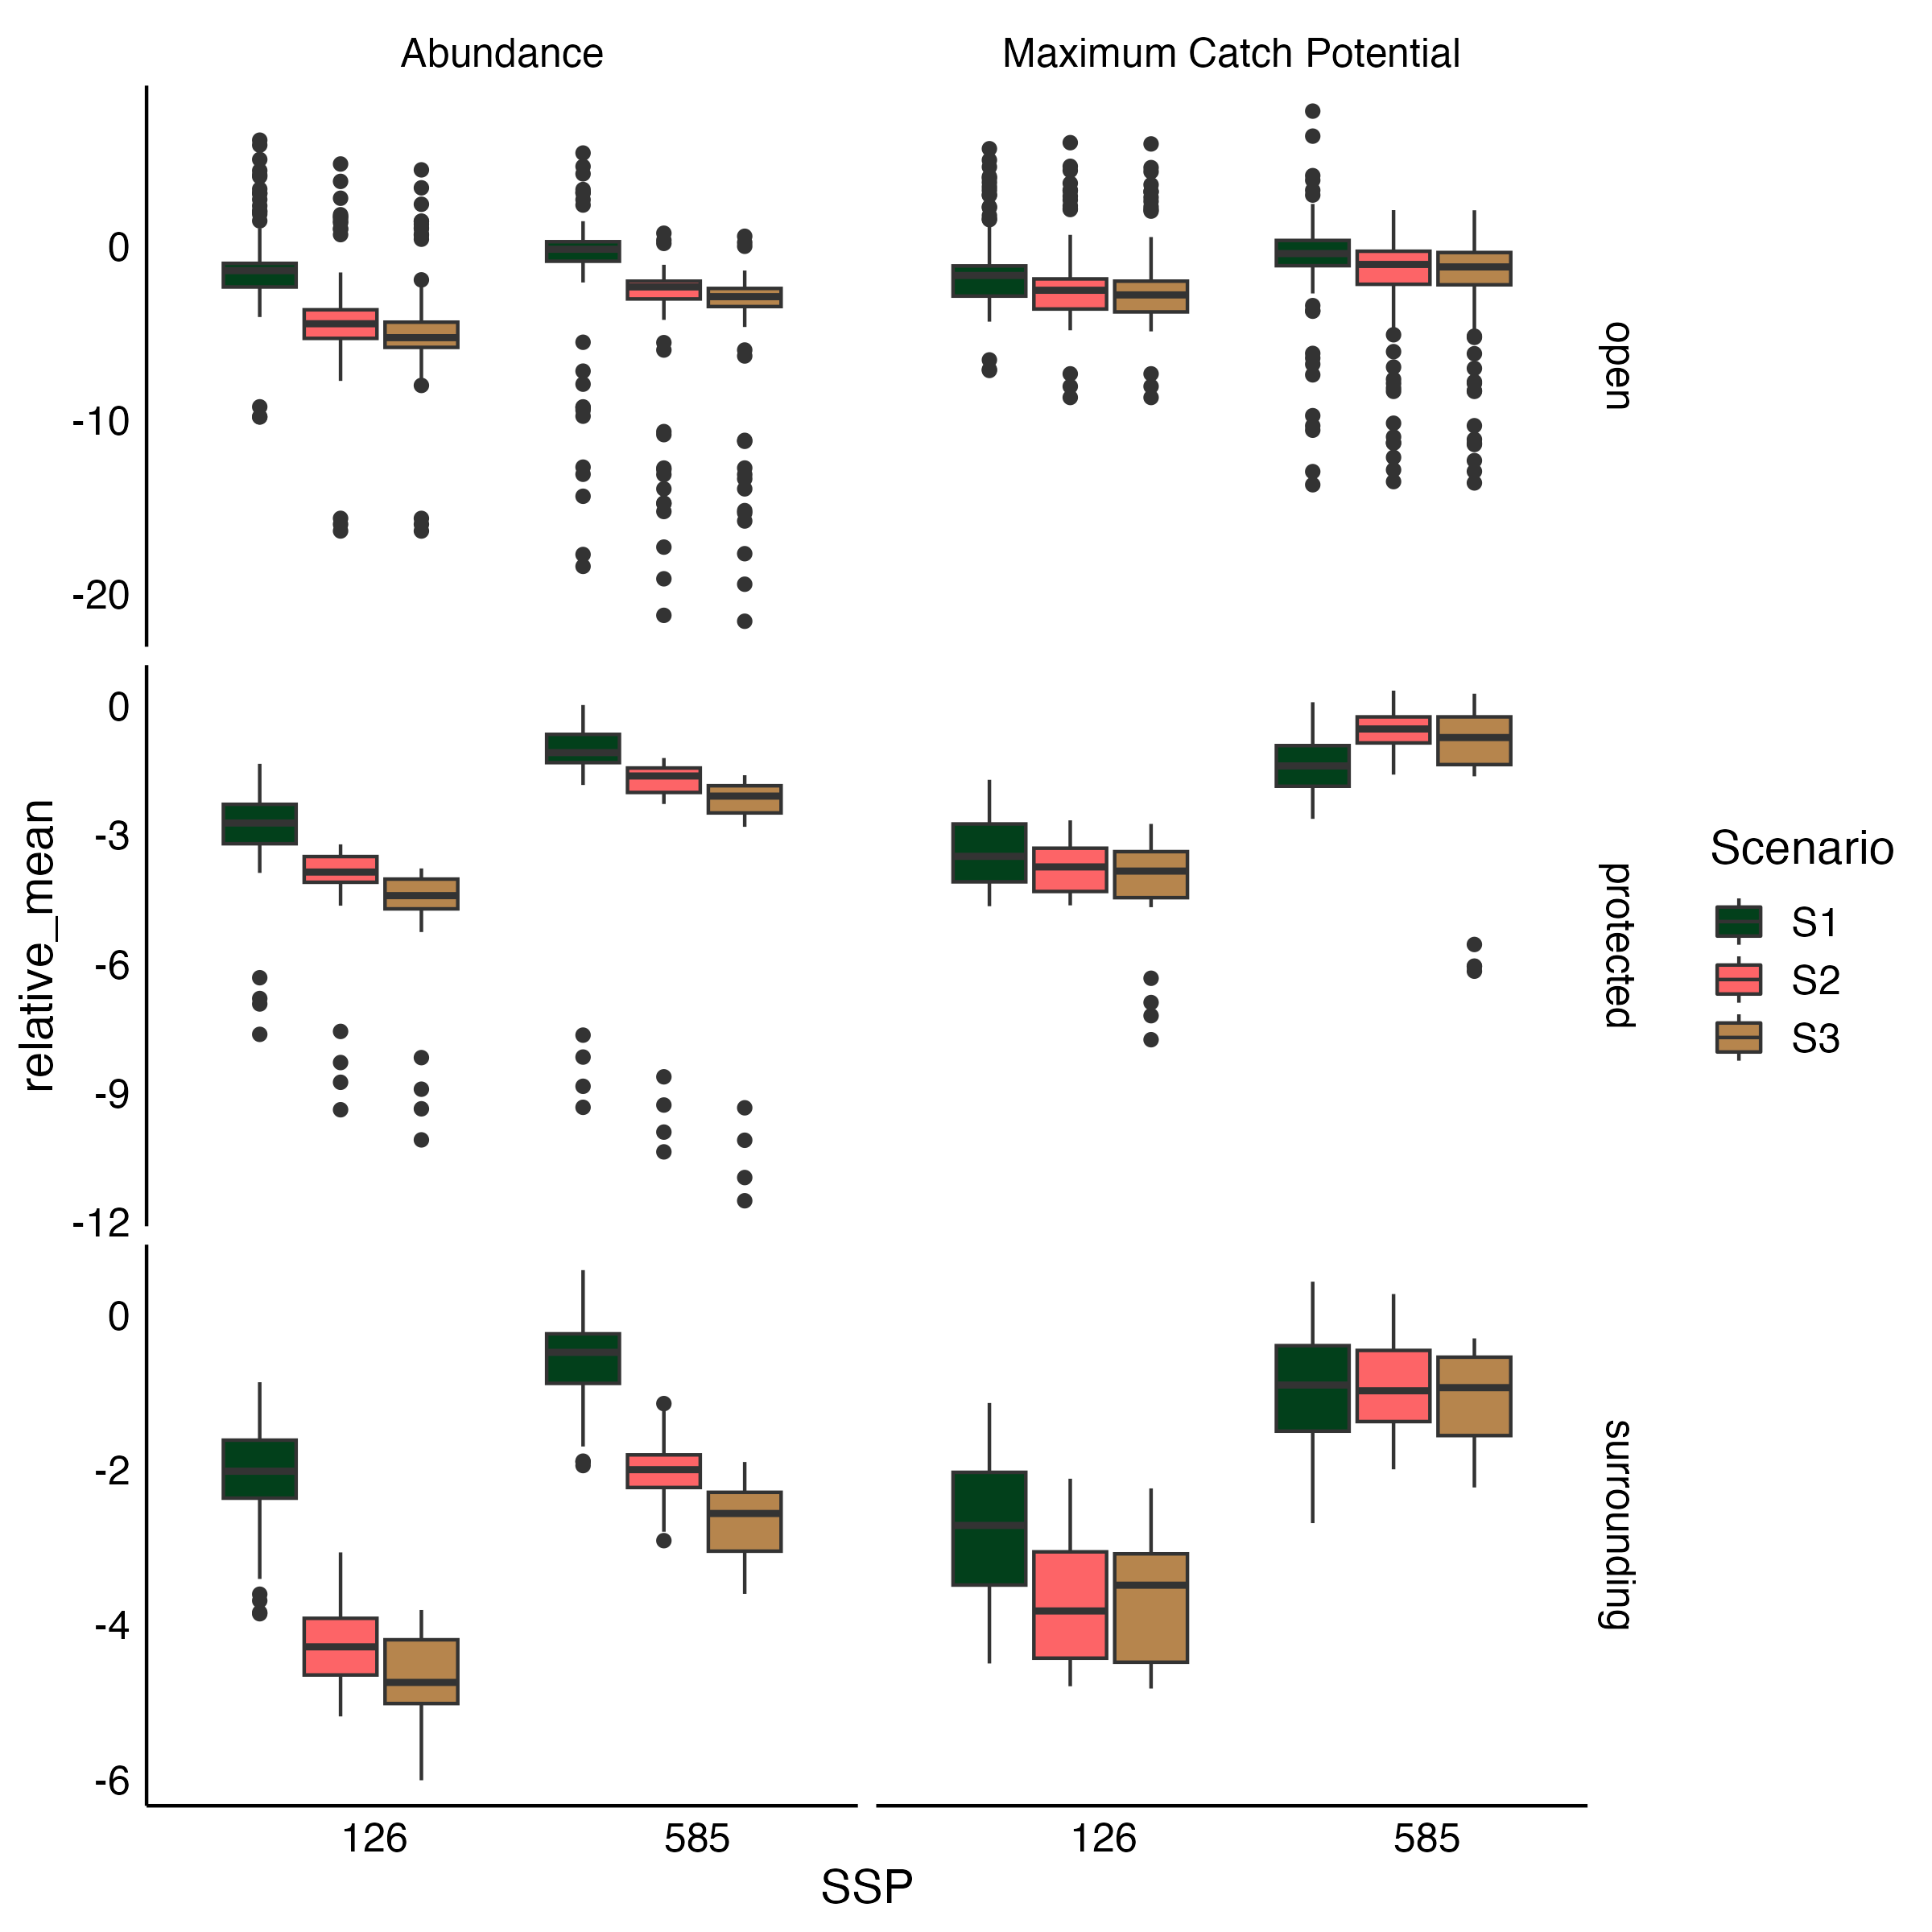 Abundance
Maximum Catch Potential
0
-10
-20
open
0
-3
-6
-9
-12
protected
0
-2
-4
-6
surrounding
relative_mean
126
585
126
585
SSP
Scenario
S1
S2
S3